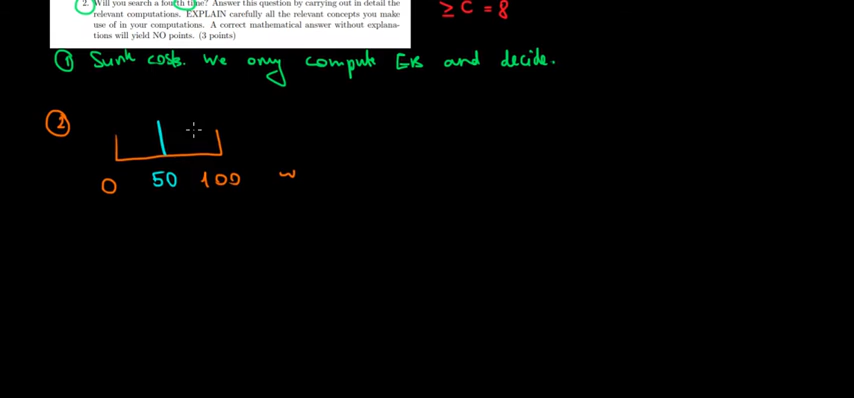 2. Will you search a fourth time? Answer this question by carrying out in detail the
relevant computations. EXPLAIN carefully all the relevant concepts you make
use of in your computations. A correct mathematical answer without explana-
tions will yield NO points. (3 points)
≥ C = 8
① Sunk costs. We only compute EB and decide.
②
0 50 100 w